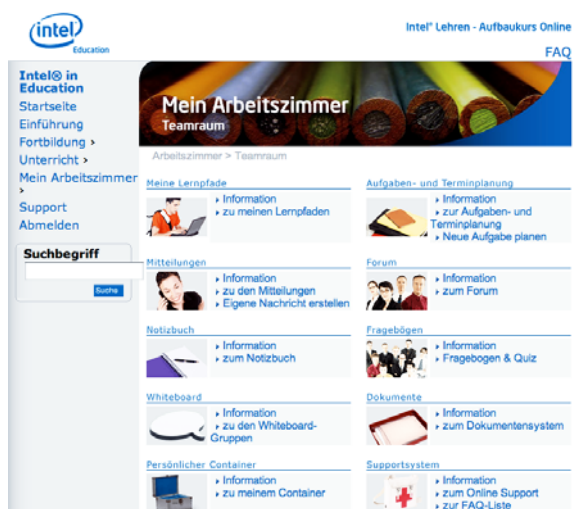 intel
Education
Intel® Lehren - Aufbaukurs Online
FAQ
Intel® in
Education
Startseite
Einführung
Fortbildung ›
Unterricht ›
Mein Arbeitszimmer
›
Support
Abmelden
Suchbegriff
Suche
Mein Arbeitszimmer
Teamraum
Arbeitszimmer > Teamraum
Meine Lernpfade
› Information
› zu meinen Lernpfaden
Aufgaben- und Terminplanung
› Information
› zur Aufgaben- und
Terminplanung
› Neue Aufgabe planen
Mitteilungen
› Information
› zu den Mitteilungen
› Eigene Nachricht erstellen
Forum
› Information
› zum Forum
Notizbuch
› Information
› zum Notizbuch
Fragebögen
› Information
› Fragebogen & Quiz
Whiteboard
› Information
› zu den Whiteboard-
Gruppen
Dokumente
› Information
› zum Dokumentensystem
Persönlicher Container
› Information
› zu meinem Container
Supportsystem
› Information
› zum Online Support
› zur FAQ-Liste